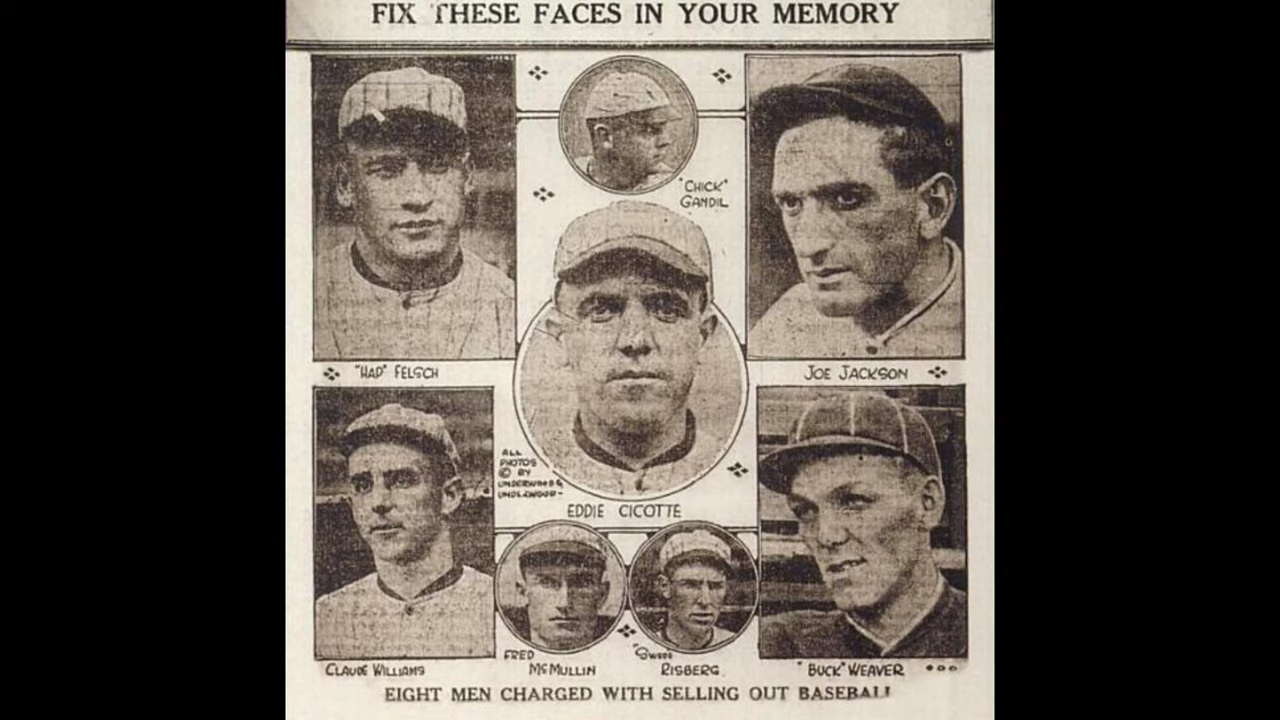 FIX THESE FACES IN YOUR MEMORY
"CHICK"
GANDIL
"HAP" FELSCH
JOE JACKSON
ALL
PHOTOS
© BY
UNDERWOOD &
UNDERWOOD-
EDDIE CICOTTE
CLAUDE WILLIAMS
FRED
McMULLIN
"SWEDE
RISBERG
"BUCK" WEAVER
EIGHT MEN CHARGED WITH SELLING OUT BASEBALL